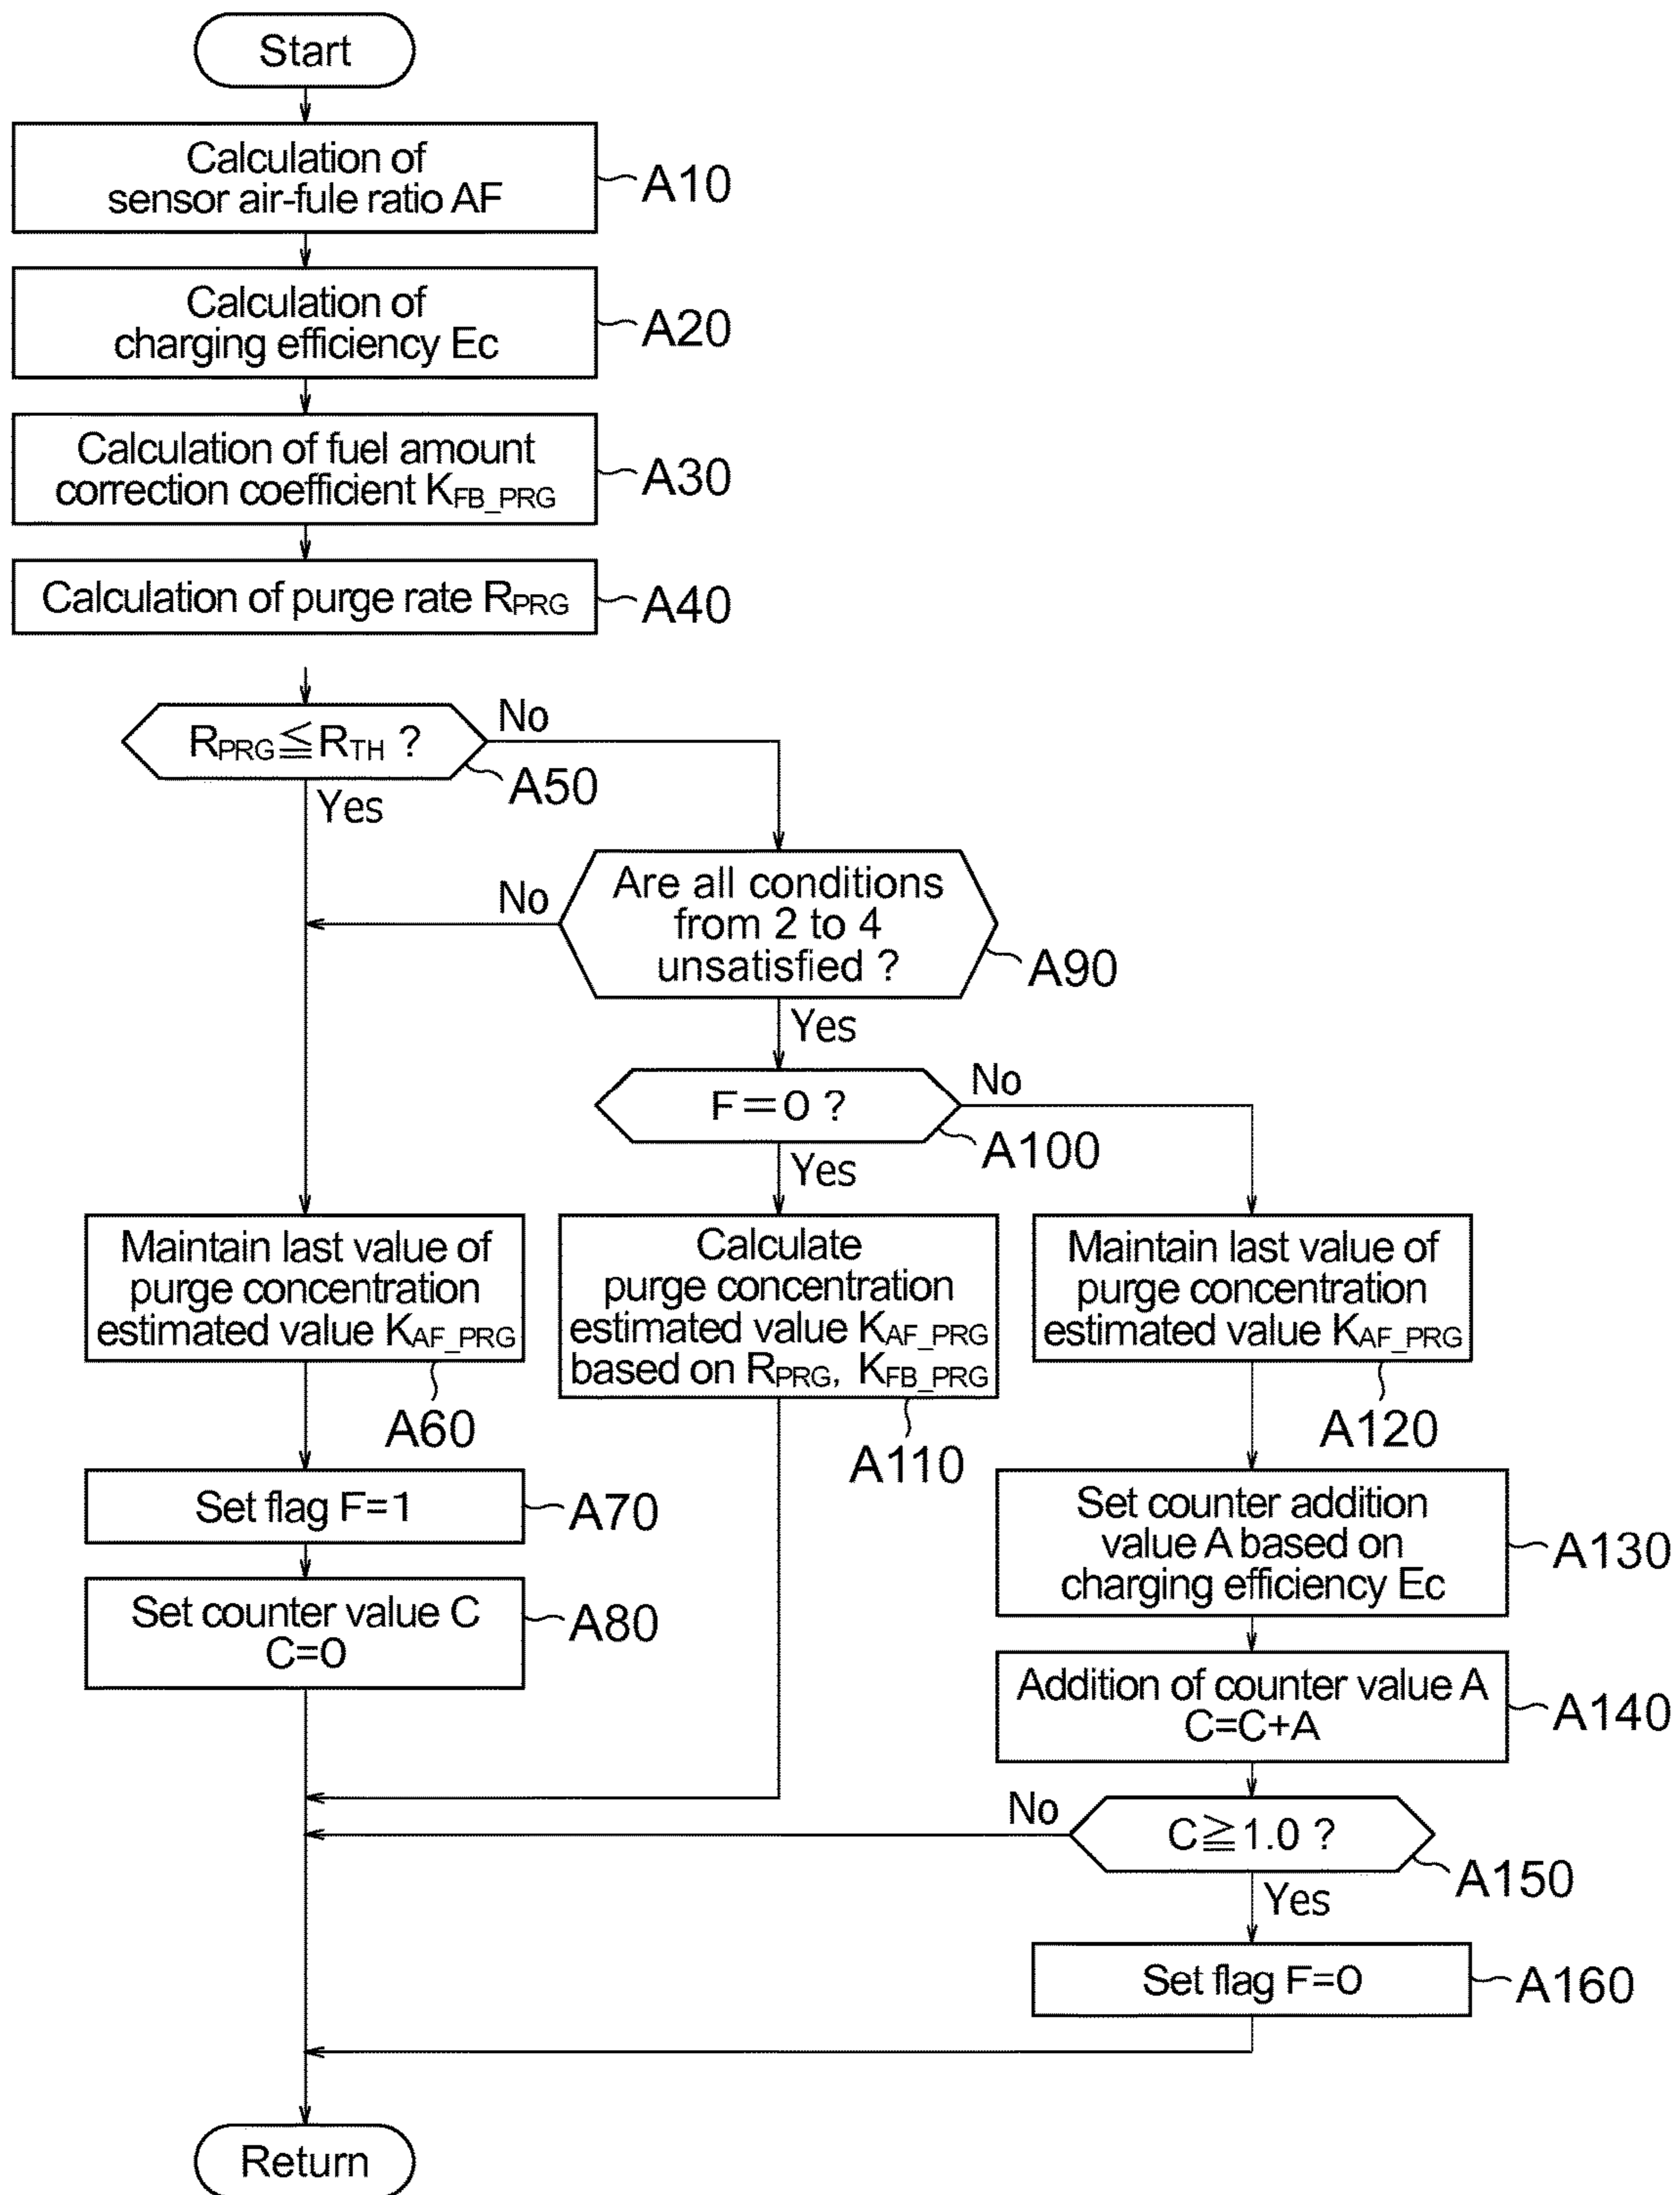 Start
Calculation of
sensor air-fule ratio AF
A10
Calculation of
charging efficiency Ec
A20
Calculation of fuel amount
correction coefficient KFB_PRG
A30
Calculation of purge rate RPRG
A40
RPRG≦RTH ?
No
A50
Yes
Are all conditions
from 2 to 4
unsatisfied ?
No
A90
Yes
F=0 ?
No
A100
Yes
Maintain last value of
purge concentration
estimated value KAF_PRG
A60
Calculate
purge concentration
estimated value KAF_PRG
based on RPRG, KFB_PRG
A110
Maintain last value of
purge concentration
estimated value KAF_PRG
A120
Set flag F=1
A70
Set counter value C
C=0
A80
Set counter addition
value A based on
charging efficiency Ec
A130
Addition of counter value A
C=C+A
A140
C≧1.0 ?
No
A150
Yes
Set flag F=0
A160
Return